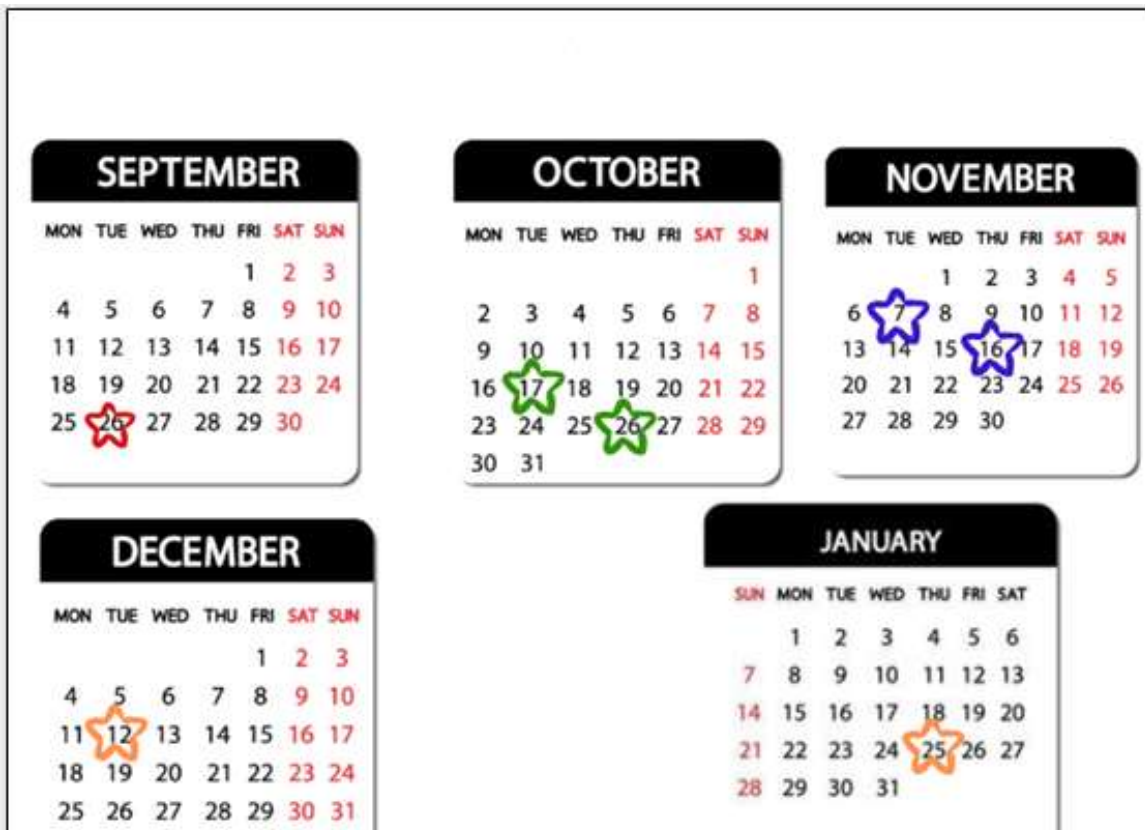 SEPTEMBER
MON TUE WED THU FRI SAT SUN
1 2 3
4 5 6 7 8 9 10
11 12 13 14 15 16 17
18 19 20 21 22 23 24
25 26 27 28 29 30
OCTOBER
MON TUE WED THU FRI SAT SUN
1
2 3 4 5 6 7 8
9 10 11 12 13 14 15
16 17 18 19 20 21 22
23 24 25 26 27 28 29
30 31
NOVEMBER
MON TUE WED THU FRI SAT SUN
1 2 3 4 5
6 7 8 9 10 11 12
13 14 15 16 17 18 19
20 21 22 23 24 25 26
27 28 29 30
DECEMBER
MON TUE WED THU FRI SAT SUN
1 2 3
4 5 6 7 8 9 10
11 12 13 14 15 16 17
18 19 20 21 22 23 24
25 26 27 28 29 30 31
JANUARY
SUN MON TUE WED THU FRI SAT
1 2 3 4 5 6
7 8 9 10 11 12 13
14 15 16 17 18 19 20
21 22 23 24 25 26 27
28 29 30 31